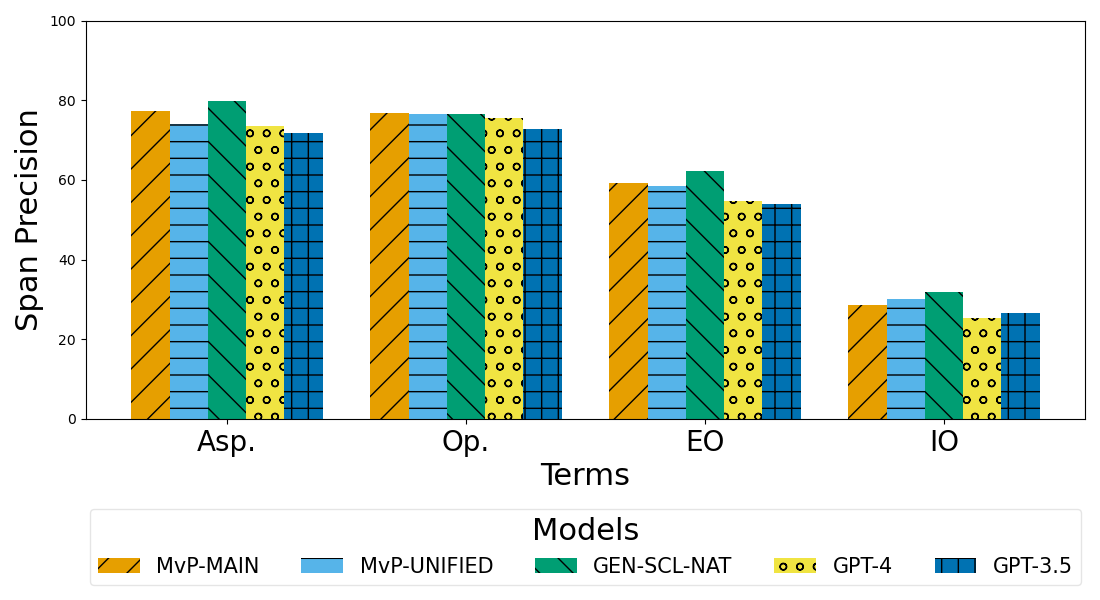 100
80
60
40
20
0
Span Precision
Asp. Op. EO IO
Terms
Models
MvP-MAIN MvP-UNIFIED GEN-SCL-NAT GPT-4 GPT-3.5